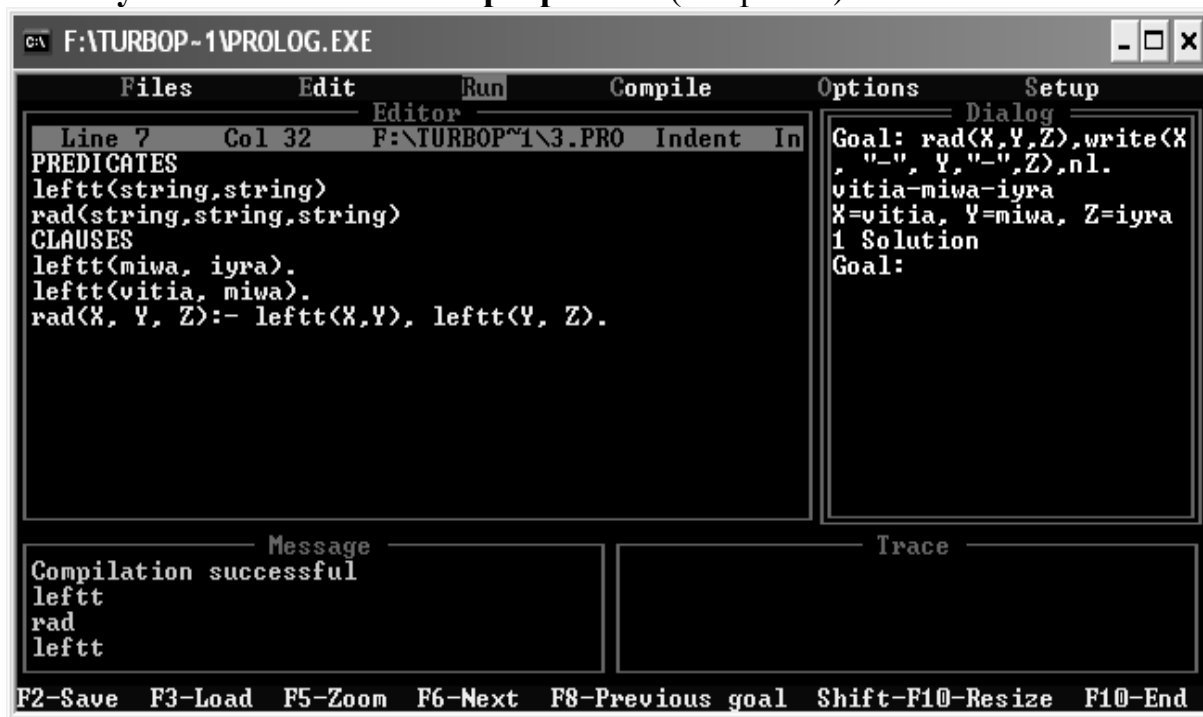 F:\TURBOP~1\PROLOG.EXE
Files Edit Run Compile Options Setup
Editor
Line 7 Col 32 F:\TURBOP~1\3.PRO Indent In
PREDICATES
leftt(string,string)
rad(string,string,string)
CLAUSES
leftt(miwa, iyra).
leftt(vitia, miwa).
rad(X, Y, Z):- leftt(X,Y), leftt(Y, Z).
Dialog
Goal: rad(X,Y,Z),write(X
, "-", Y,"-",Z),nl.
vitia-miwa-iyra
X=vitia, Y=miwa, Z=iyra
1 Solution
Goal:
Message
Compilation successful
leftt
rad
leftt
Trace
F2-Save F3-Load F5-Zoom F6-Next F8-Previous goal Shift-F10-Resize F10-End